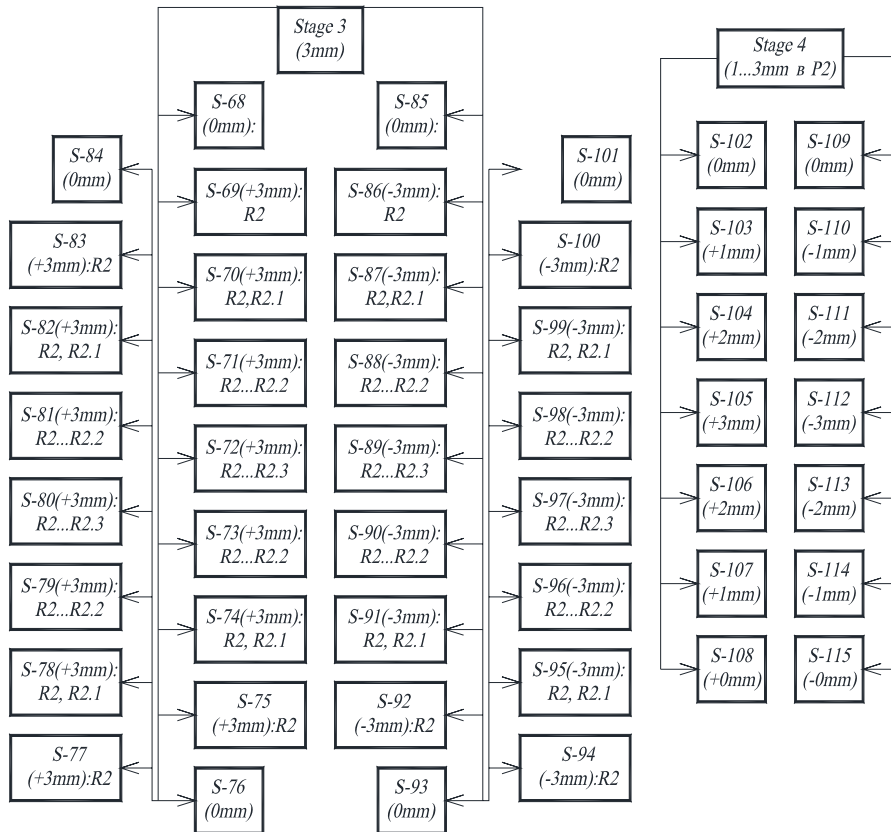 Stage 3
(3mm)
S-68
(0mm):
S-85
(0mm):
S-84
(0mm)
S-101
(0mm)
S-69(+3mm):
R2
S-86(-3mm):
R2
S-83
(+3mm):R2
S-100
(-3mm):R2
S-70(+3mm):
R2,R2.1
S-87(-3mm):
R2,R2.1
S-82(+3mm):
R2, R2.1
S-99(-3mm):
R2, R2.1
S-71(+3mm):
R2...R2.2
S-88(-3mm):
R2...R2.2
S-81(+3mm):
R2...R2.2
S-98(-3mm):
R2...R2.2
S-72(+3mm):
R2...R2.3
S-89(-3mm):
R2...R2.3
S-80(+3mm):
R2...R2.3
S-97(-3mm):
R2...R2.3
S-73(+3mm):
R2...R2.2
S-90(-3mm):
R2...R2.2
S-79(+3mm):
R2...R2.2
S-96(-3mm):
R2...R2.2
S-74(+3mm):
R2, R2.1
S-91(-3mm):
R2, R2.1
S-78(+3mm):
R2, R2.1
S-95(-3mm):
R2, R2.1
S-75
(+3mm):R2
S-92
(-3mm):R2
S-77
(+3mm):R2
S-94
(-3mm):R2
S-76
(0mm)
S-93
(0mm)
Stage 4
(1...3mm в P2)
S-102
(0mm)
S-109
(0mm)
S-103
(+1mm)
S-110
(-1mm)
S-104
(+2mm)
S-111
(-2mm)
S-105
(+3mm)
S-112
(-3mm)
S-106
(+2mm)
S-113
(-2mm)
S-107
(+1mm)
S-114
(-1mm)
S-108
(+0mm)
S-115
(-0mm)